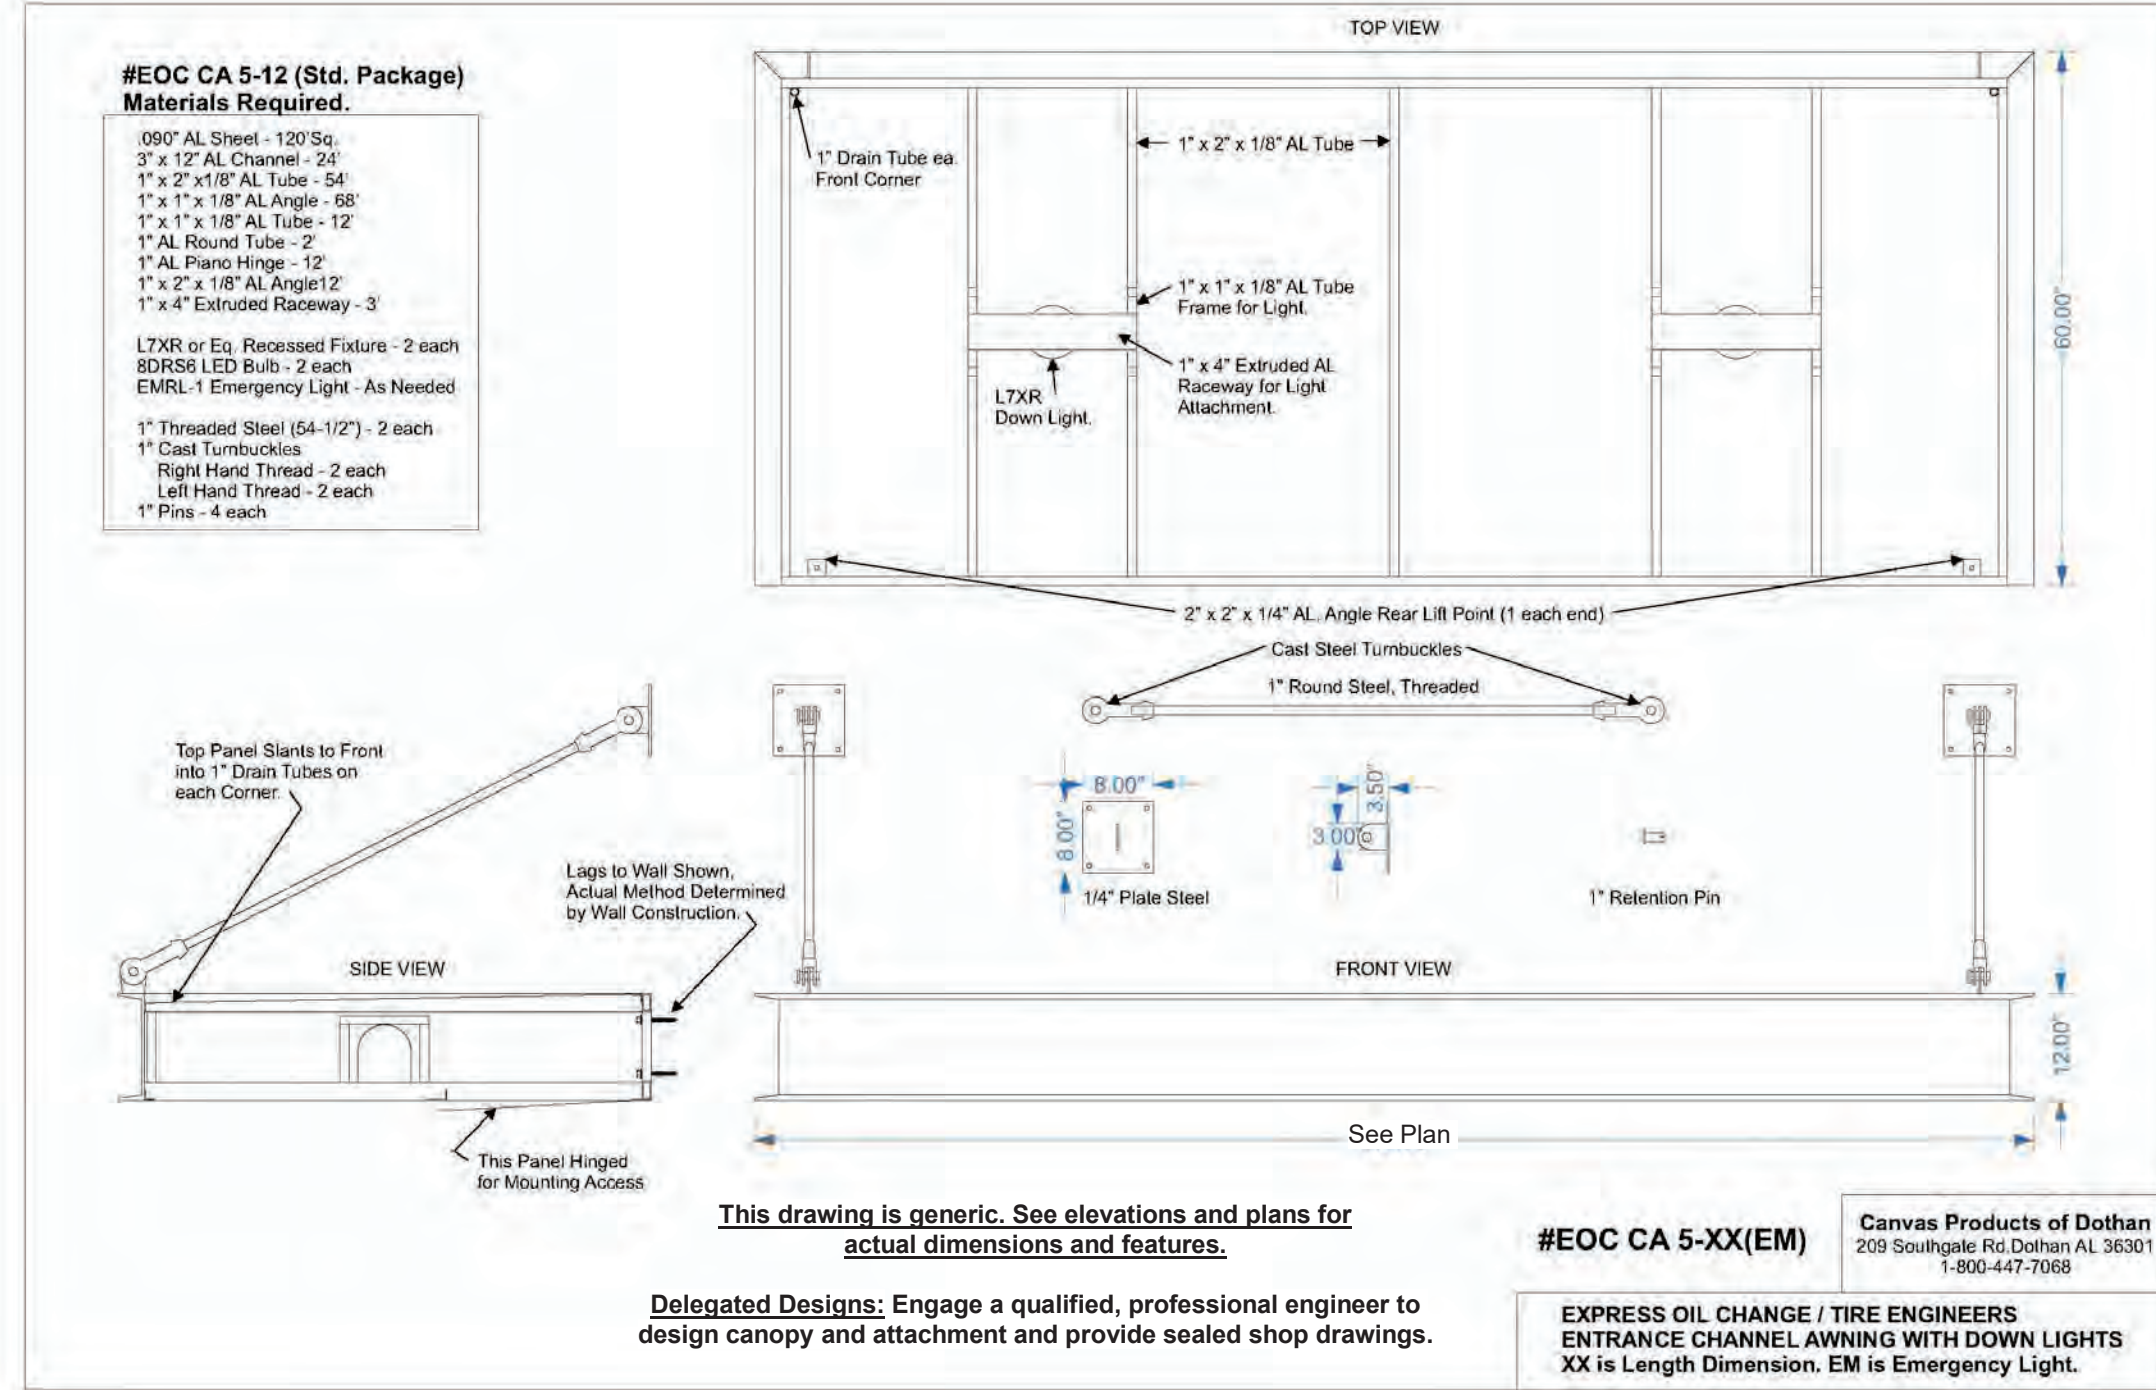 TOP VIEW
#EOC CA 5-12 (Std. Package)
Materials Required.
.090" AL Sheet - 120'Sq.
3" x 12" AL Channel - 24'
1" x 2" x1/8" AL Tube - 54'
1" x 1" x 1/8" AL Angle - 68'
1" x 1" x 1/8" AL Tube - 12'
1" AL Round Tube - 2'
1" AL Piano Hinge - 12'
1" x 2" x 1/8" AL Angle12'
1" x 4" Extruded Raceway - 3'
L7XR or Eq. Recessed Fixture - 2 each
8DRS6 LED Bulb - 2 each
EMRL-1 Emergency Light - As Needed
1" Threaded Steel (54-1/2") - 2 each
1" Cast Turnbuckles
Right Hand Thread - 2 each
Left Hand Thread - 2 each
1" Pins - 4 each
1" Drain Tube ea.
Front Corner
1" x 2" x 1/8" AL Tube
1" x 1" x 1/8" AL Tube
Frame for Light.
1" x 4" Extruded AL
Raceway for Light
Attachment.
L7XR
Down Light.
60.00"
2" x 2" x 1/4" AL. Angle Rear Lift Point (1 each end)
Cast Steel Turnbuckles
1" Round Steel, Threaded
Top Panel Slants to Front
into 1" Drain Tubes on
each Corner.
Lags to Wall Shown,
Actual Method Determined
by Wall Construction.
8.00"
8.00"
1/4" Plate Steel
3.50"
3.00"
1" Retention Pin
SIDE VIEW
FRONT VIEW
12.00"
See Plan
This Panel Hinged
for Mounting Access
This drawing is generic. See elevations and plans for
actual dimensions and features.
Delegated Designs: Engage a qualified, professional engineer to
design canopy and attachment and provide sealed shop drawings.
#EOC CA 5-XX(EM)
Canvas Products of Dothan
209 Southgate Rd.Dothan AL 36301
1-800-447-7068
EXPRESS OIL CHANGE / TIRE ENGINEERS
ENTRANCE CHANNEL AWNING WITH DOWN LIGHTS
XX is Length Dimension. EM is Emergency Light.